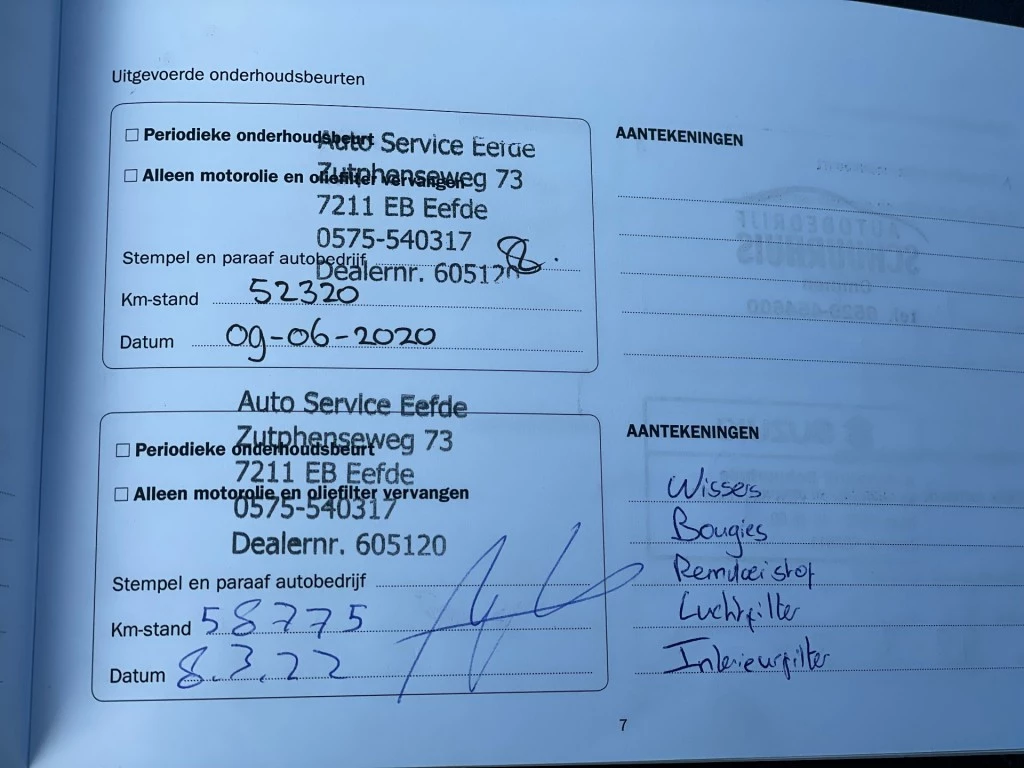 Uitgevoerde onderhoudsbeurten
☐ Periodieke onderhoudsbeurt
Auto Service Eefde
☐ Alleen motorolie en oliefilter vervangen
Zutphenseweg 73
7211 EB Eefde
0575-540317
Stempel en paraaf autobedrijf
Dealernr. 605120
Km-stand 52320
Datum 09-06-2020
AANTEKENINGEN
Auto Service Eefde
Zutphenseweg 73
☐ Periodieke onderhoudsbeurt
7211 EB Eefde
☐ Alleen motorolie en oliefilter vervangen
0575-540317
Dealernr. 605120
Stempel en paraaf autobedrijf
Km-stand 58775
Datum 8.3.22
AANTEKENINGEN
Wissers
Bougies
Remvloeistof
Luchtfilter
Interieurfilter
7